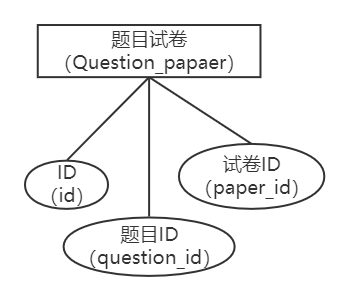 题目试卷
(Question_papaer)
ID
(id)
试卷ID
(paper_id)
题目ID
(question_id)